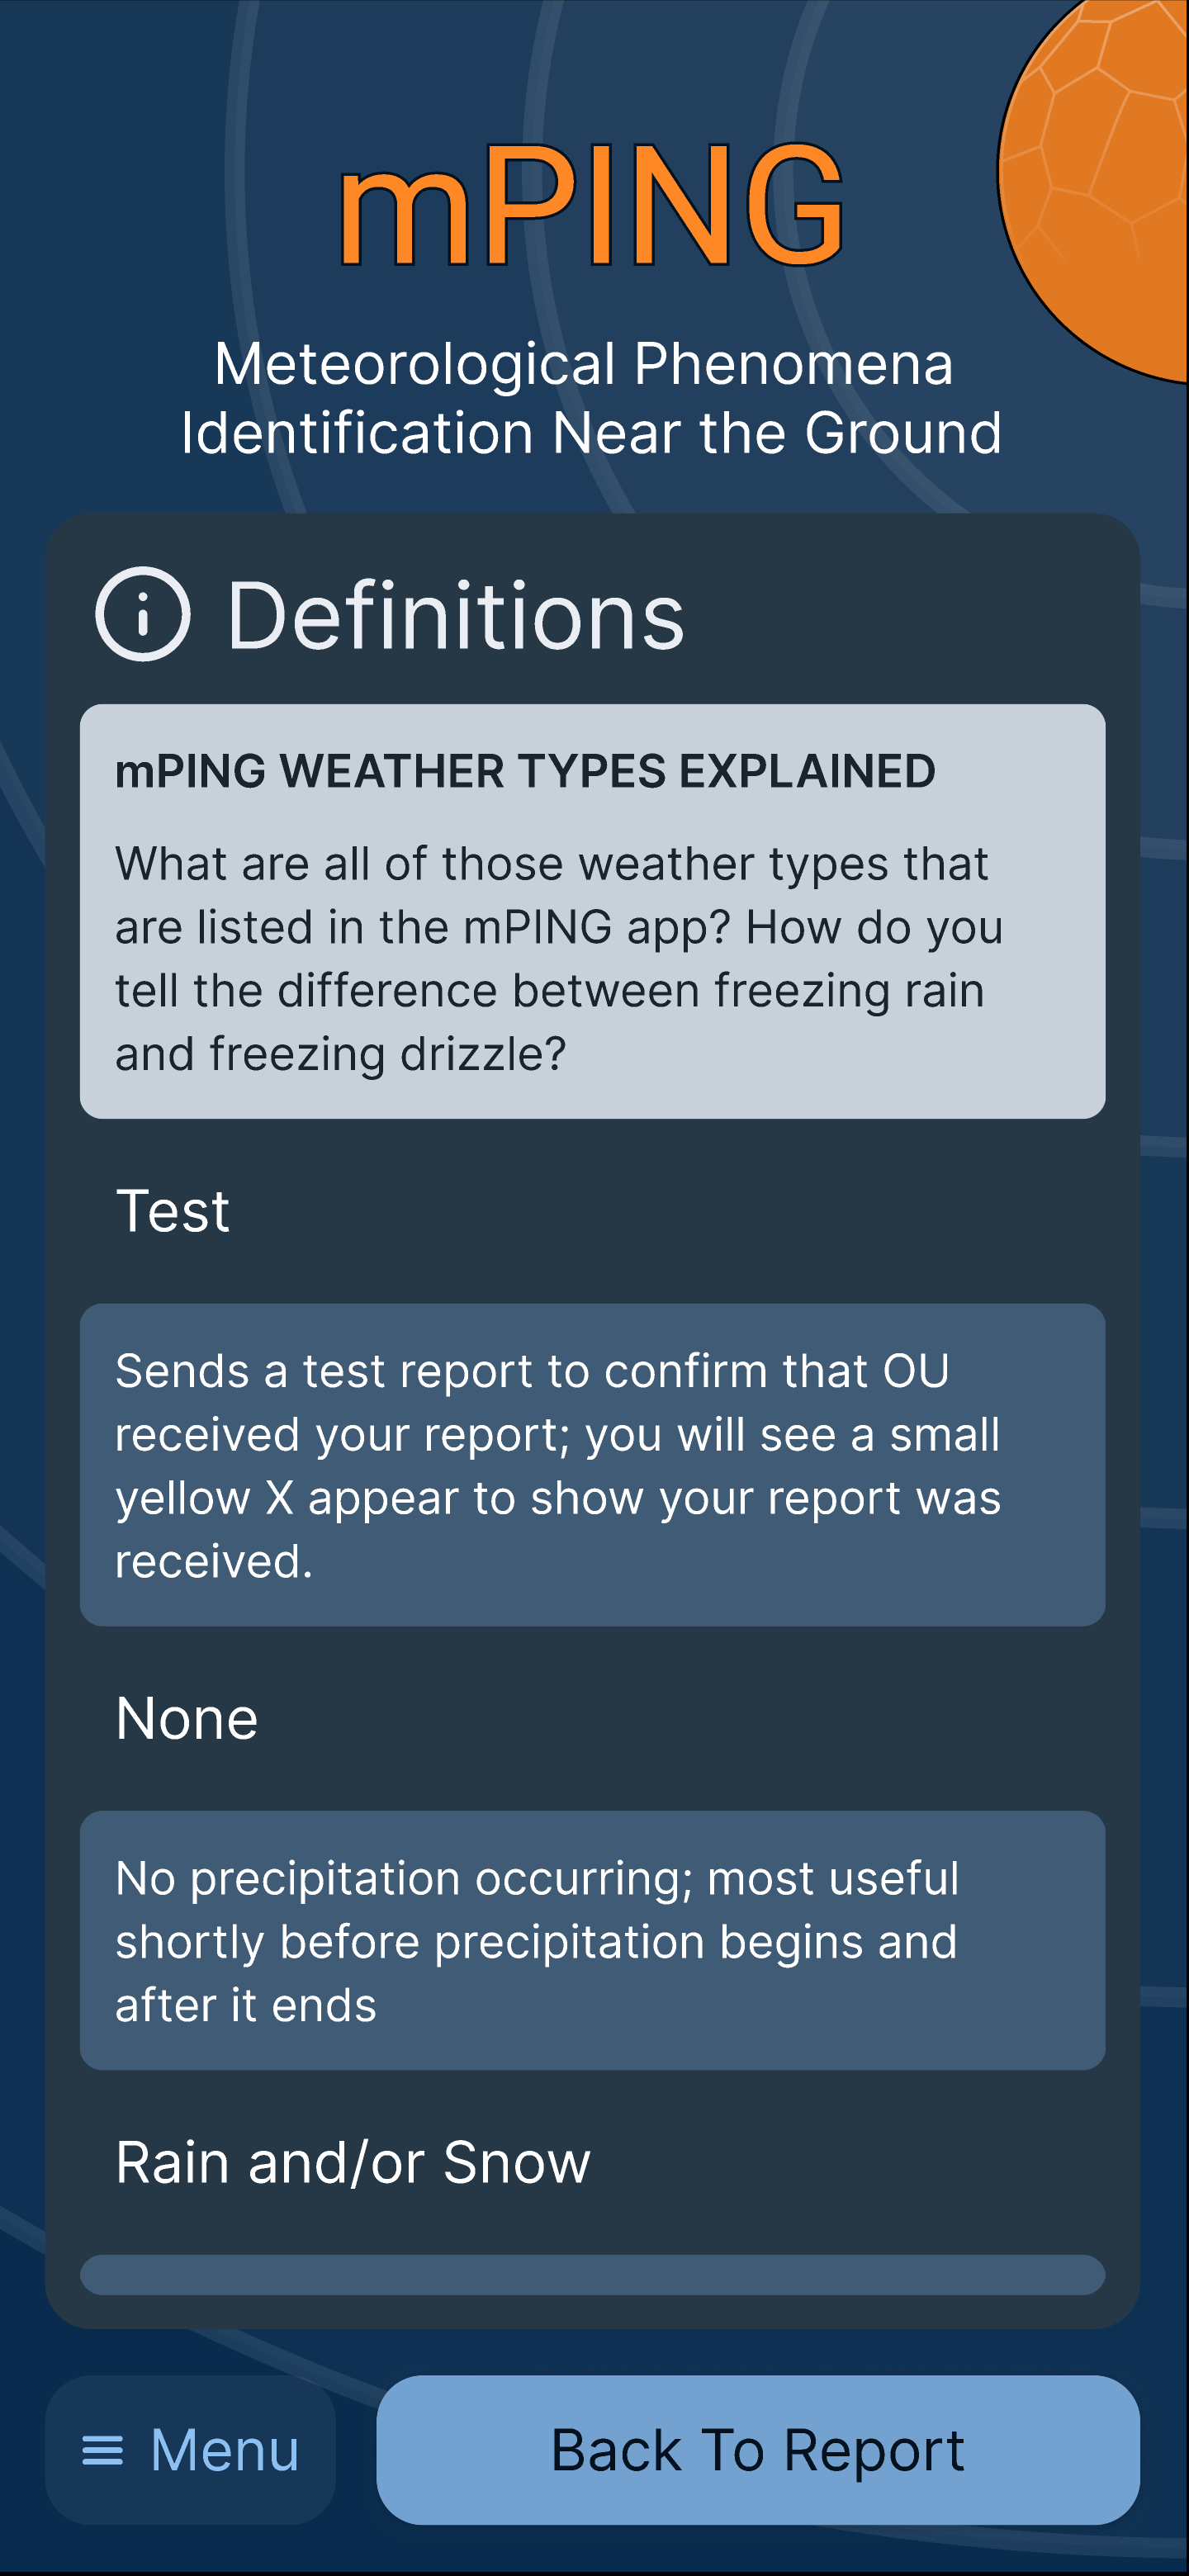 mPING
Meteorological Phenomena
Identification Near the Ground
Definitions
mPING WEATHER TYPES EXPLAINED
What are all of those weather types that
are listed in the mPING app? How do you
tell the difference between freezing rain
and freezing drizzle?
Test
Sends a test report to confirm that OU
received your report; you will see a small
yellow X appear to show your report was
received.
None
No precipitation occurring; most useful
shortly before precipitation begins and
after it ends
Rain and/or Snow
Menu
Back To Report